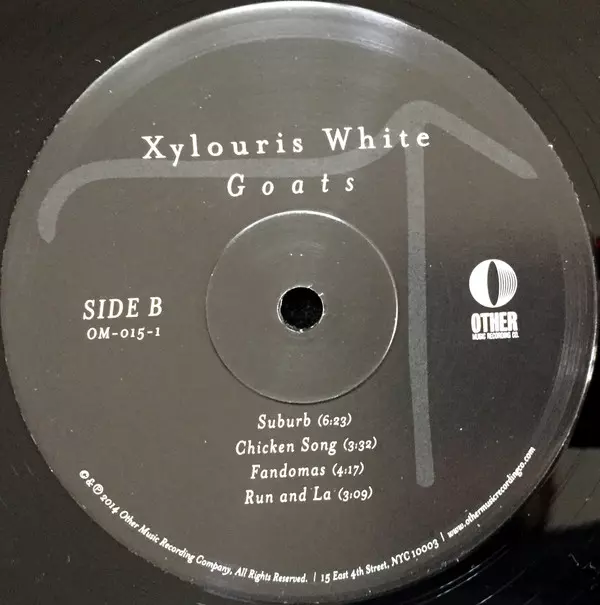 Xylouris White
Goats
SIDE B
OM-015-1
OTHER
MUSIC RECORDING CO.
Suburb (6:23)
Chicken Song (3:32)
Fandomas (4:17)
Run and La (3:09)
©&℗ 2014 Other Music Recording Company, All Rights Reserved. | 15 East 4th Street, NYC 10003 | www.othermusicrecordingco.com